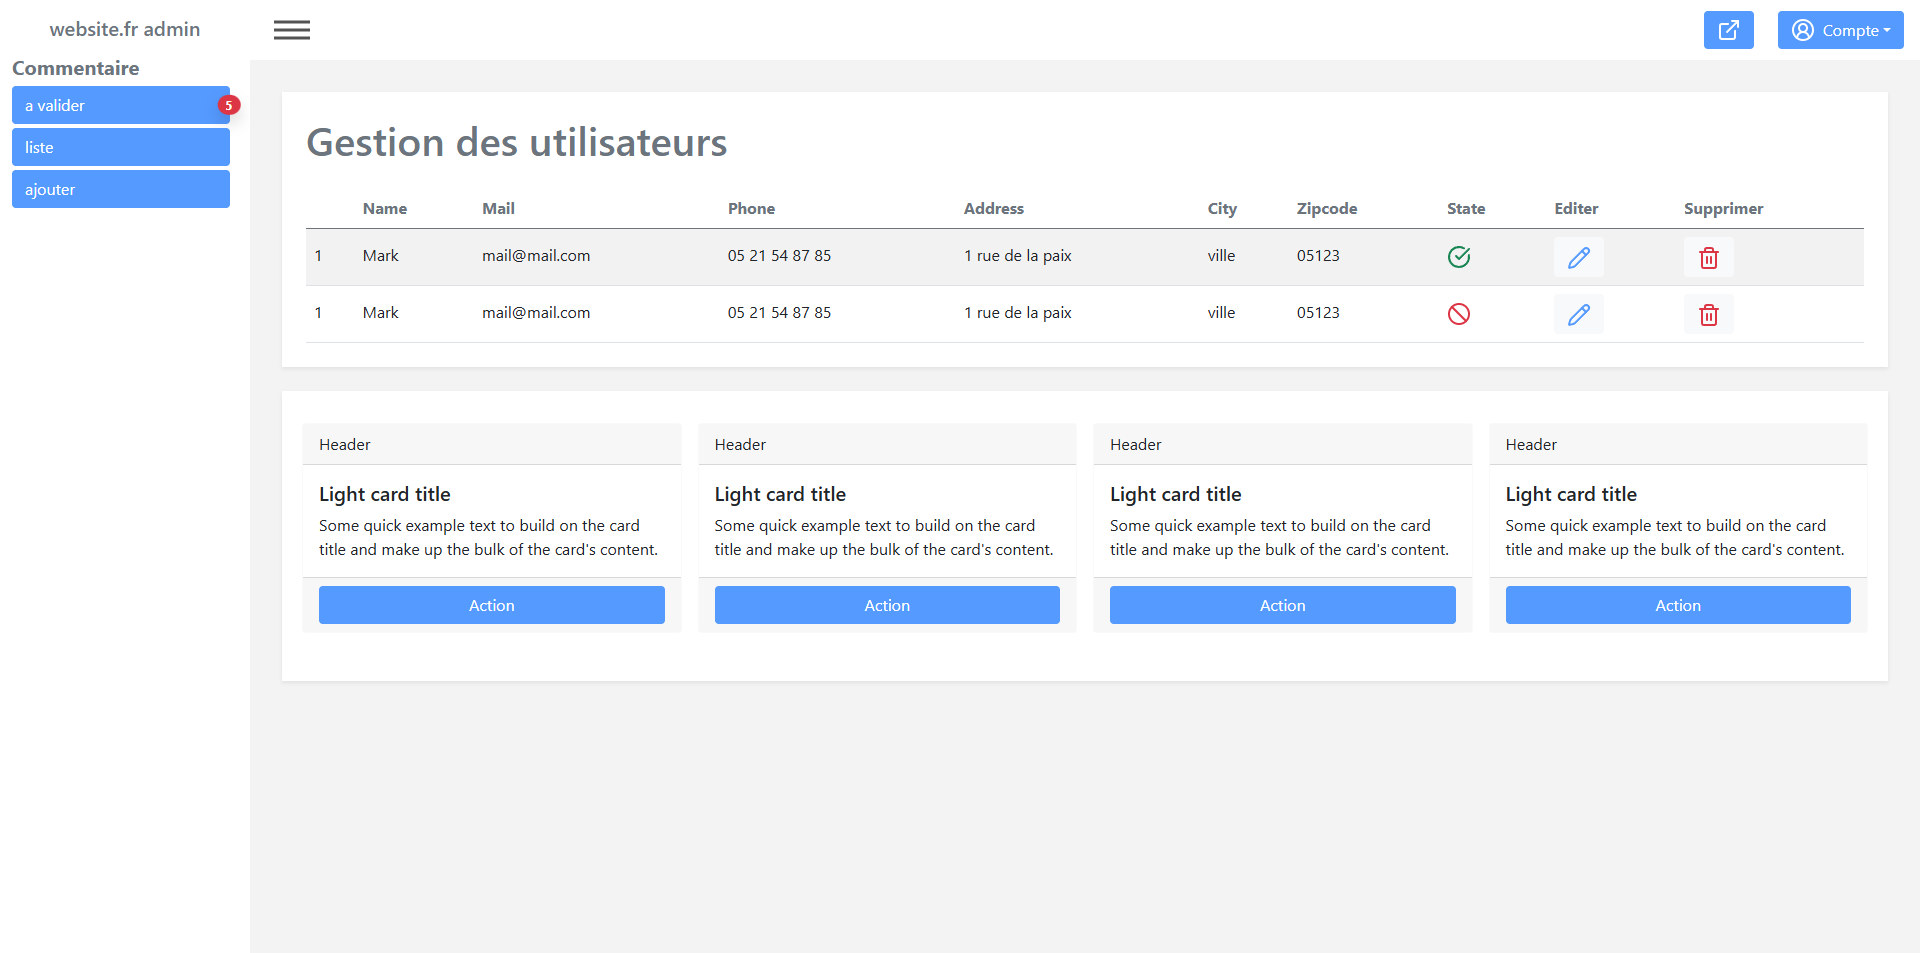 website.fr admin
Compte
Commentaire
a valider
5
liste
ajouter
Gestion des utilisateurs
Name Mail Phone Address City Zipcode State Editer Supprimer
1 Mark mail@mail.com 05 21 54 87 85 1 rue de la paix ville 05123
1 Mark mail@mail.com 05 21 54 87 85 1 rue de la paix ville 05123
Header
Light card title
Some quick example text to build on the card
title and make up the bulk of the card's content.
Action
Header
Light card title
Some quick example text to build on the card
title and make up the bulk of the card's content.
Action
Header
Light card title
Some quick example text to build on the card
title and make up the bulk of the card's content.
Action
Header
Light card title
Some quick example text to build on the card
title and make up the bulk of the card's content.
Action